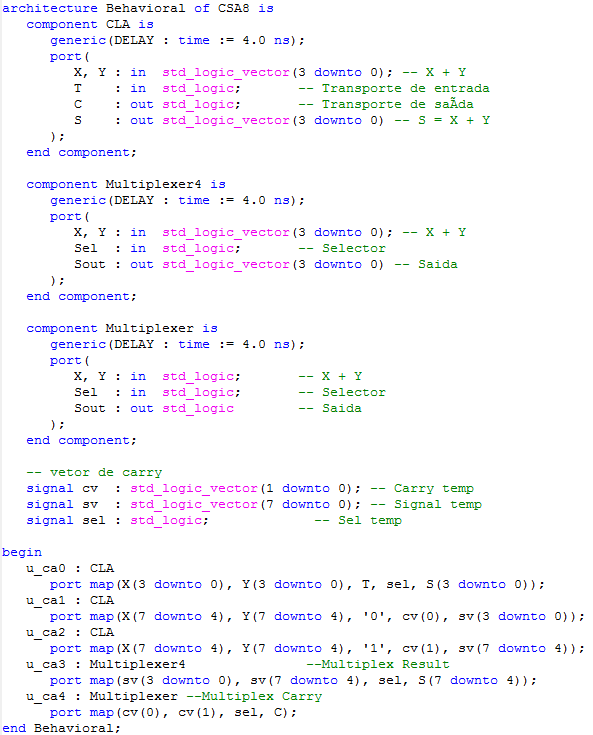 architecture Behavioral of CSA8 is
   component CLA is
      generic(DELAY : time := 4.0 ns);
      port(
         X, Y : in  std_logic_vector(3 downto 0); -- X + Y
         T    : in  std_logic;       -- Transporte de entrada
         C    : out std_logic;       -- Transporte de saÃda
         S    : out std_logic_vector(3 downto 0) -- S = X + Y
      );
   end component;

   component Multiplexer4 is
      generic(DELAY : time := 4.0 ns);
      port(
         X, Y : in  std_logic_vector(3 downto 0); -- X + Y
         Sel  : in  std_logic;       -- Selector
         Sout : out std_logic_vector(3 downto 0) -- Saida
      );
   end component;

   component Multiplexer is
      generic(DELAY : time := 4.0 ns);
      port(
         X, Y : in  std_logic;       -- X + Y
         Sel  : in  std_logic;       -- Selector
         Sout : out std_logic        -- Saida
      );
   end component;

   -- vetor de carry
   signal cv  : std_logic_vector(1 downto 0); -- Carry temp
   signal sv  : std_logic_vector(7 downto 0); -- Signal temp
   signal sel : std_logic;             -- Sel temp

begin
   u_ca0 : CLA
      port map(X(3 downto 0), Y(3 downto 0), T, sel, S(3 downto 0));
   u_ca1 : CLA
      port map(X(7 downto 4), Y(7 downto 4), '0', cv(0), sv(3 downto 0));
   u_ca2 : CLA
      port map(X(7 downto 4), Y(7 downto 4), '1', cv(1), sv(7 downto 4));
   u_ca3 : Multiplexer4               --Multiplex Result
      port map(sv(3 downto 0), sv(7 downto 4), sel, S(7 downto 4));
   u_ca4 : Multiplexer --Multiplex Carry
      port map(cv(0), cv(1), sel, C);
end Behavioral;